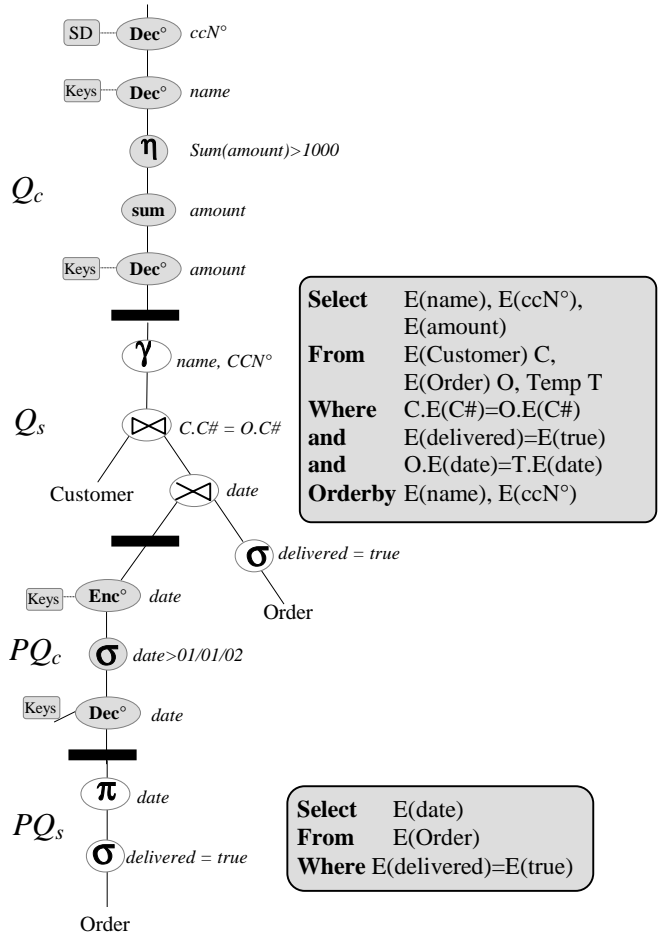 SD Dec° ccN°
Keys Dec° name
η Sum(amount)>1000
Qc
sum amount
Keys Dec° amount
γ name, CCN°
Qs
⋈ C.C# = O.C#
Customer
⋈ date
σ delivered = true
Order
Keys Enc° date
PQc
σ date>01/01/02
Keys Dec° date
π date
PQs
σ delivered = true
Order
Select E(name), E(ccN°),
E(amount)
From E(Customer) C,
E(Order) O, Temp T
Where C.E(C#)=O.E(C#)
and E(delivered)=E(true)
and O.E(date)=T.E(date)
Orderby E(name), E(ccN°)
Select E(date)
From E(Order)
Where E(delivered)=E(true)